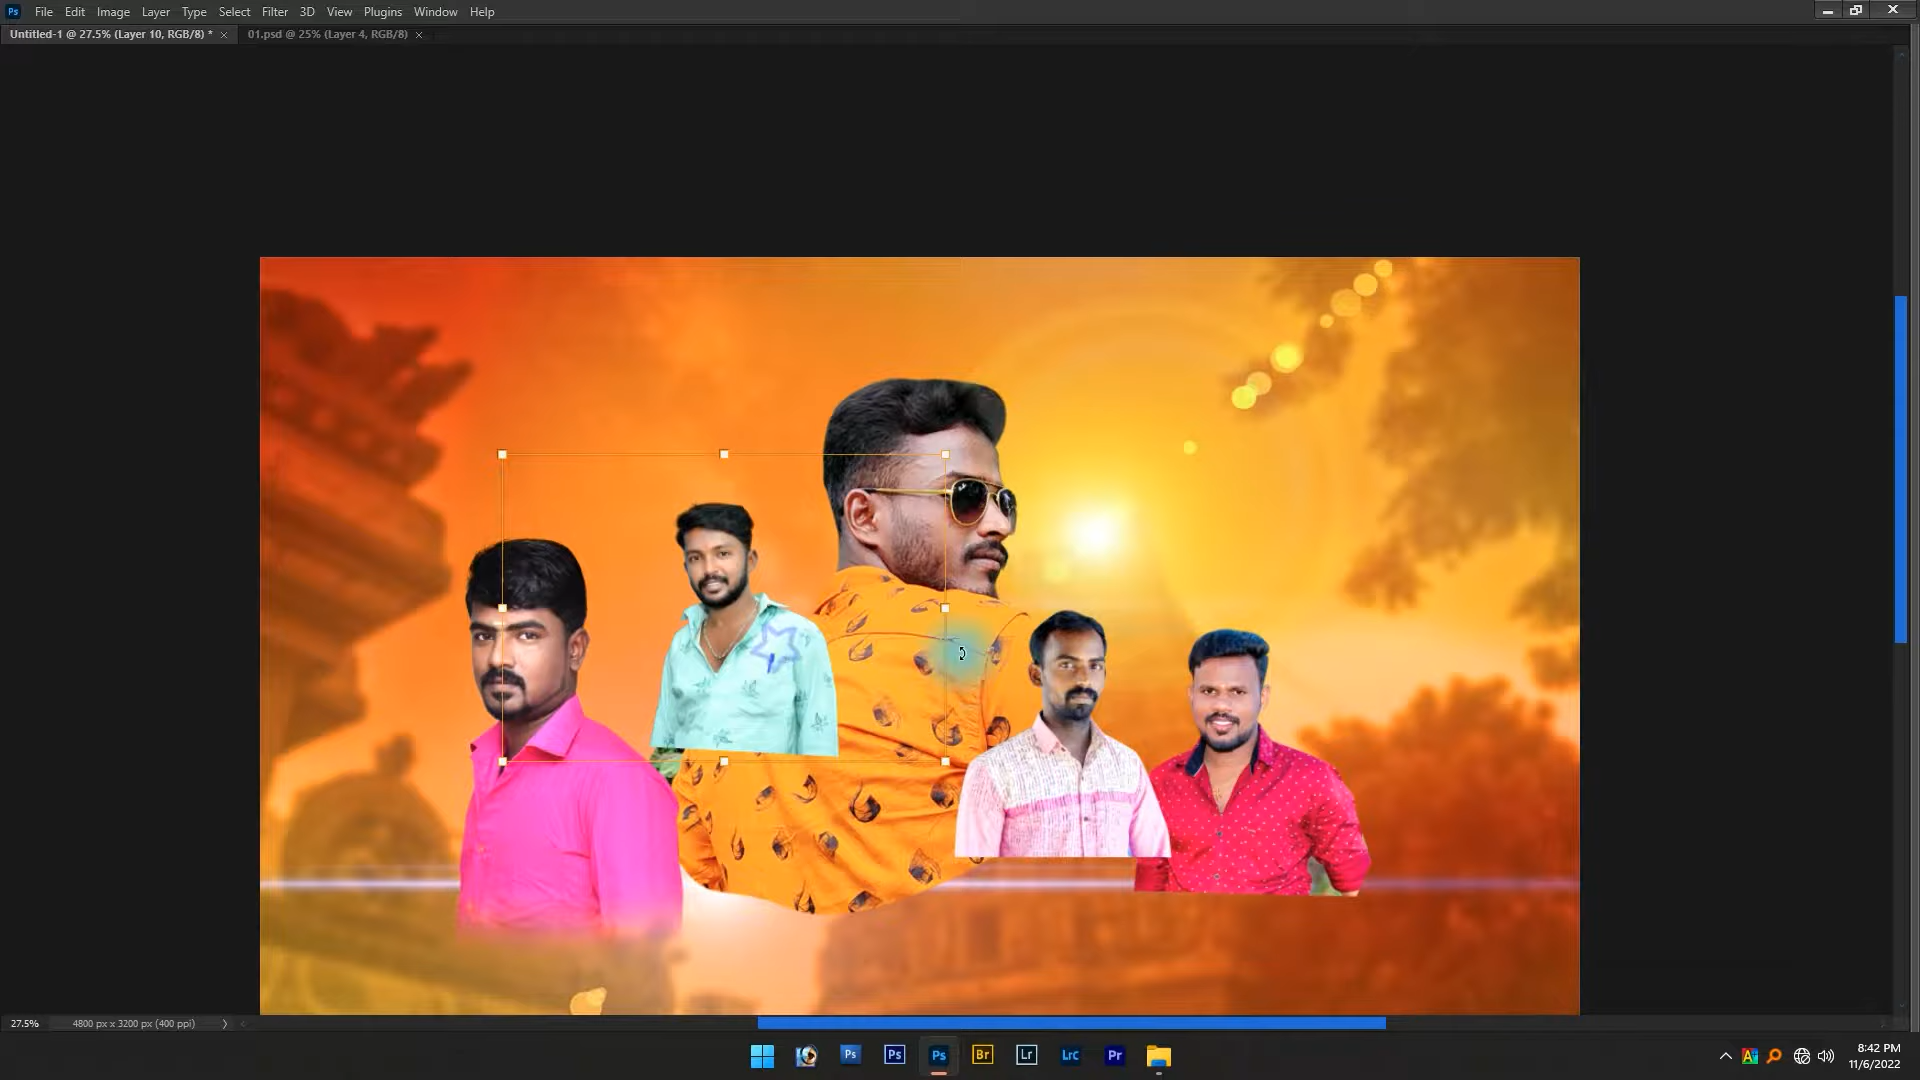 Ps File Edit Image Layer Type Select Filter 3D View Plugins Window Help
Untitled-1 @ 27.5% (Layer 10, RGB/8) * × 01.psd @ 25% (Layer 4, RGB/8) ×
27.5% 4800 px x 3200 px (400 ppi)
Ps Ps Ps Br Lr LrC Pr
8:42 PM
11/6/2022